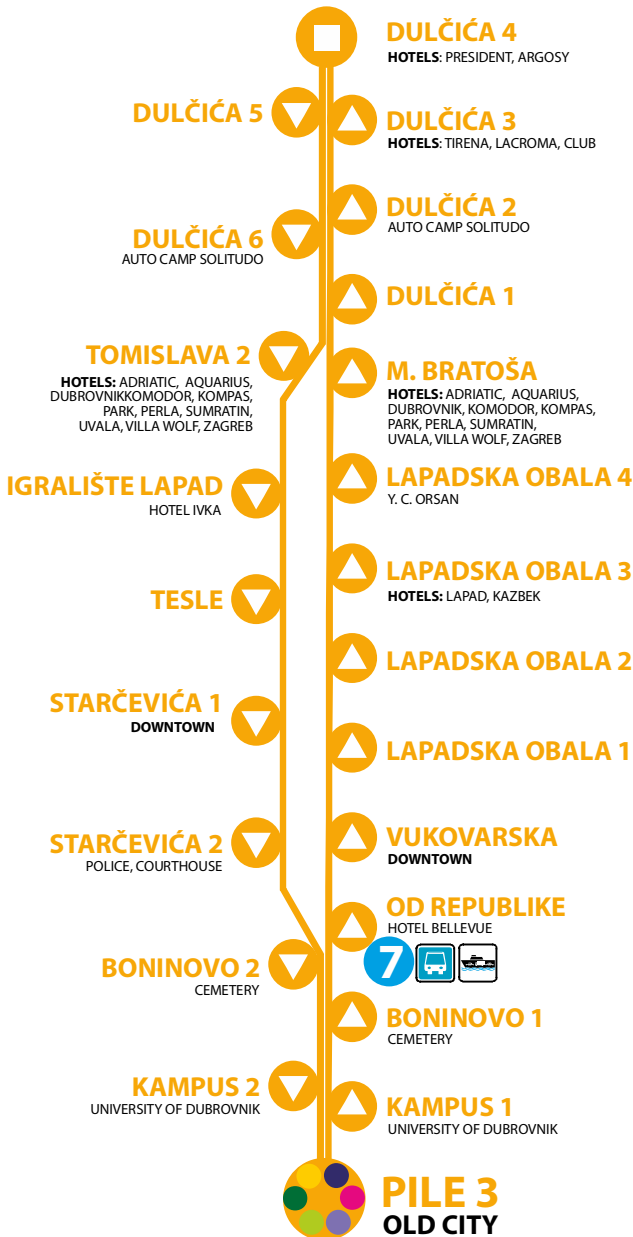 DULČIĆA 4
HOTELS: PRESIDENT, ARGOSY
DULČIĆA 5
DULČIĆA 3
HOTELS: TIRENA, LACROMA, CLUB
DULČIĆA 2
AUTO CAMP SOLITUDO
DULČIĆA 6
AUTO CAMP SOLITUDO
DULČIĆA 1
TOMISLAVA 2
HOTELS: ADRIATIC, AQUARIUS,
DUBROVNIKKOMODOR, KOMPAS,
PARK, PERLA, SUMRATIN,
UVALA, VILLA WOLF, ZAGREB
M. BRATOŠA
HOTELS: ADRIATIC, AQUARIUS,
DUBROVNIK, KOMODOR, KOMPAS,
PARK, PERLA, SUMRATIN,
UVALA, VILLA WOLF, ZAGREB
IGRALIŠTE LAPAD
HOTEL IVKA
LAPADSKA OBALA 4
Y. C. ORSAN
LAPADSKA OBALA 3
HOTELS: LAPAD, KAZBEK
TESLE
LAPADSKA OBALA 2
STARČEVIĆA 1
DOWNTOWN
LAPADSKA OBALA 1
STARČEVIĆA 2
POLICE, COURTHOUSE
VUKOVARSKA
DOWNTOWN
OD REPUBLIKE
HOTEL BELLEVUE
7
BONINOVO 2
CEMETERY
BONINOVO 1
CEMETERY
KAMPUS 2
UNIVERSITY OF DUBROVNIK
KAMPUS 1
UNIVERSITY OF DUBROVNIK
PILE 3
OLD CITY